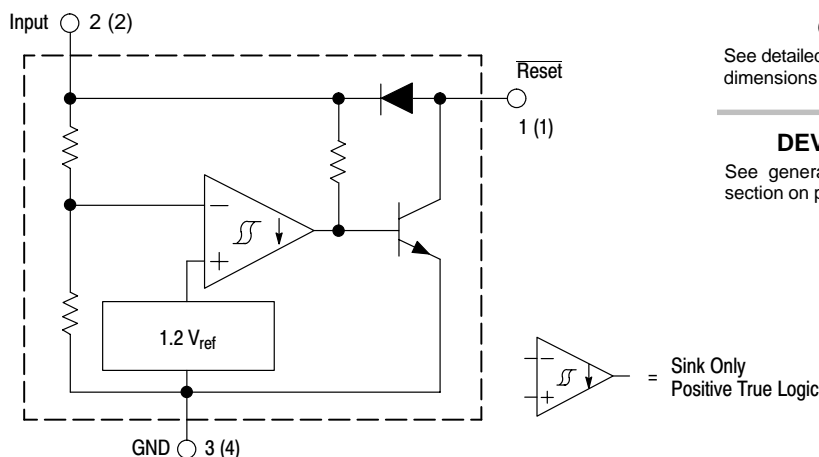 Input 2 (2)
Reset
1 (1)
−
+
1.2 Vref
GND 3 (4)
−
+
= Sink Only
Positive True Logic
See detailed
dimensions
DEV
See genera
section on p